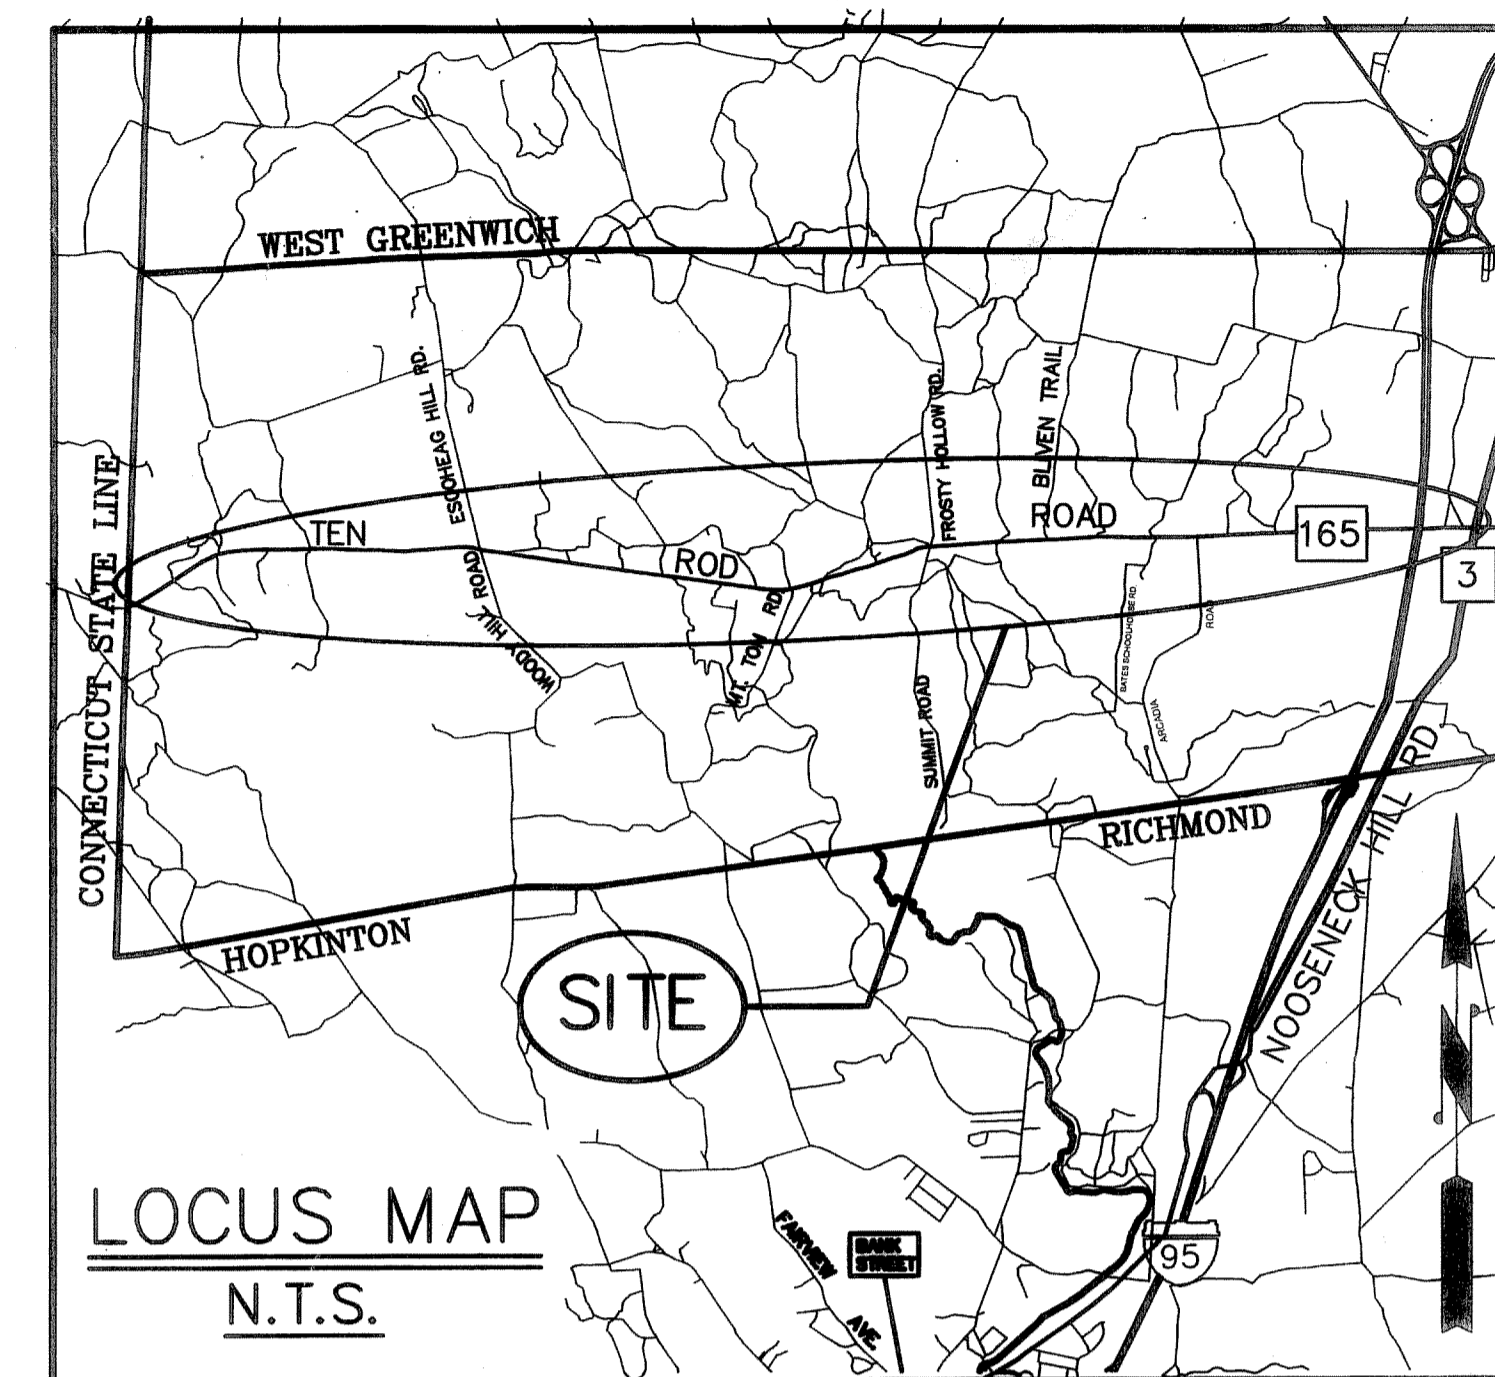 WEST GREENWICH
ESCOHEAG HILL RD.
FROSTY HOLLOW RD.
BLIVEN TRAIL
CONNECTICUT STATE LINE
TEN
ROD
ROAD
165
3
WOODY HILL
ROAD
MT. TOM RD.
SUMMIT ROAD
BATES SCHOOLHOUSE RD.
ARCADIA
ROAD
RICHMOND
HOPKINTON
NOOSENECK HILL RD.
SITE
LOCUS MAP
N.T.S.
FAIRVIEW
AVE.
BANK
STREET
95
N